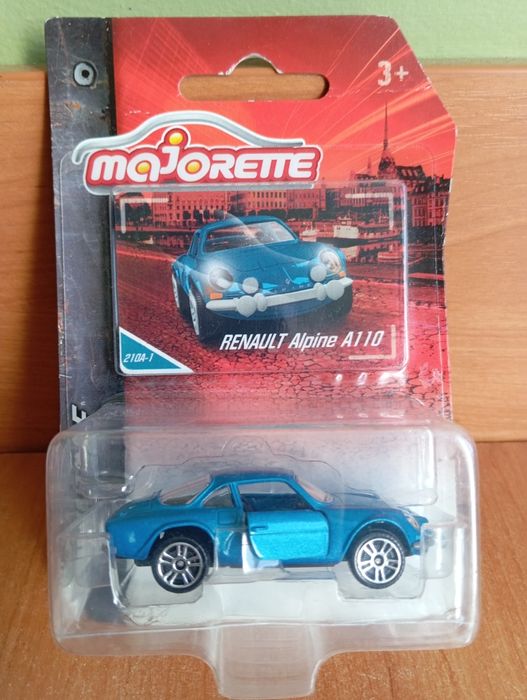 3+
majorette
RENAULT Alpine A110
210A-1